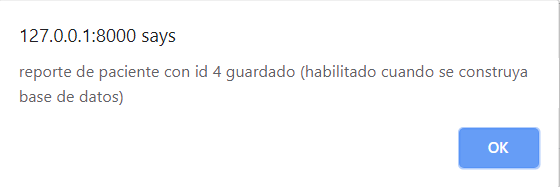 127.0.0.1:8000 says
reporte de paciente con id 4 guardado (habilitado cuando se construya
base de datos)
OK